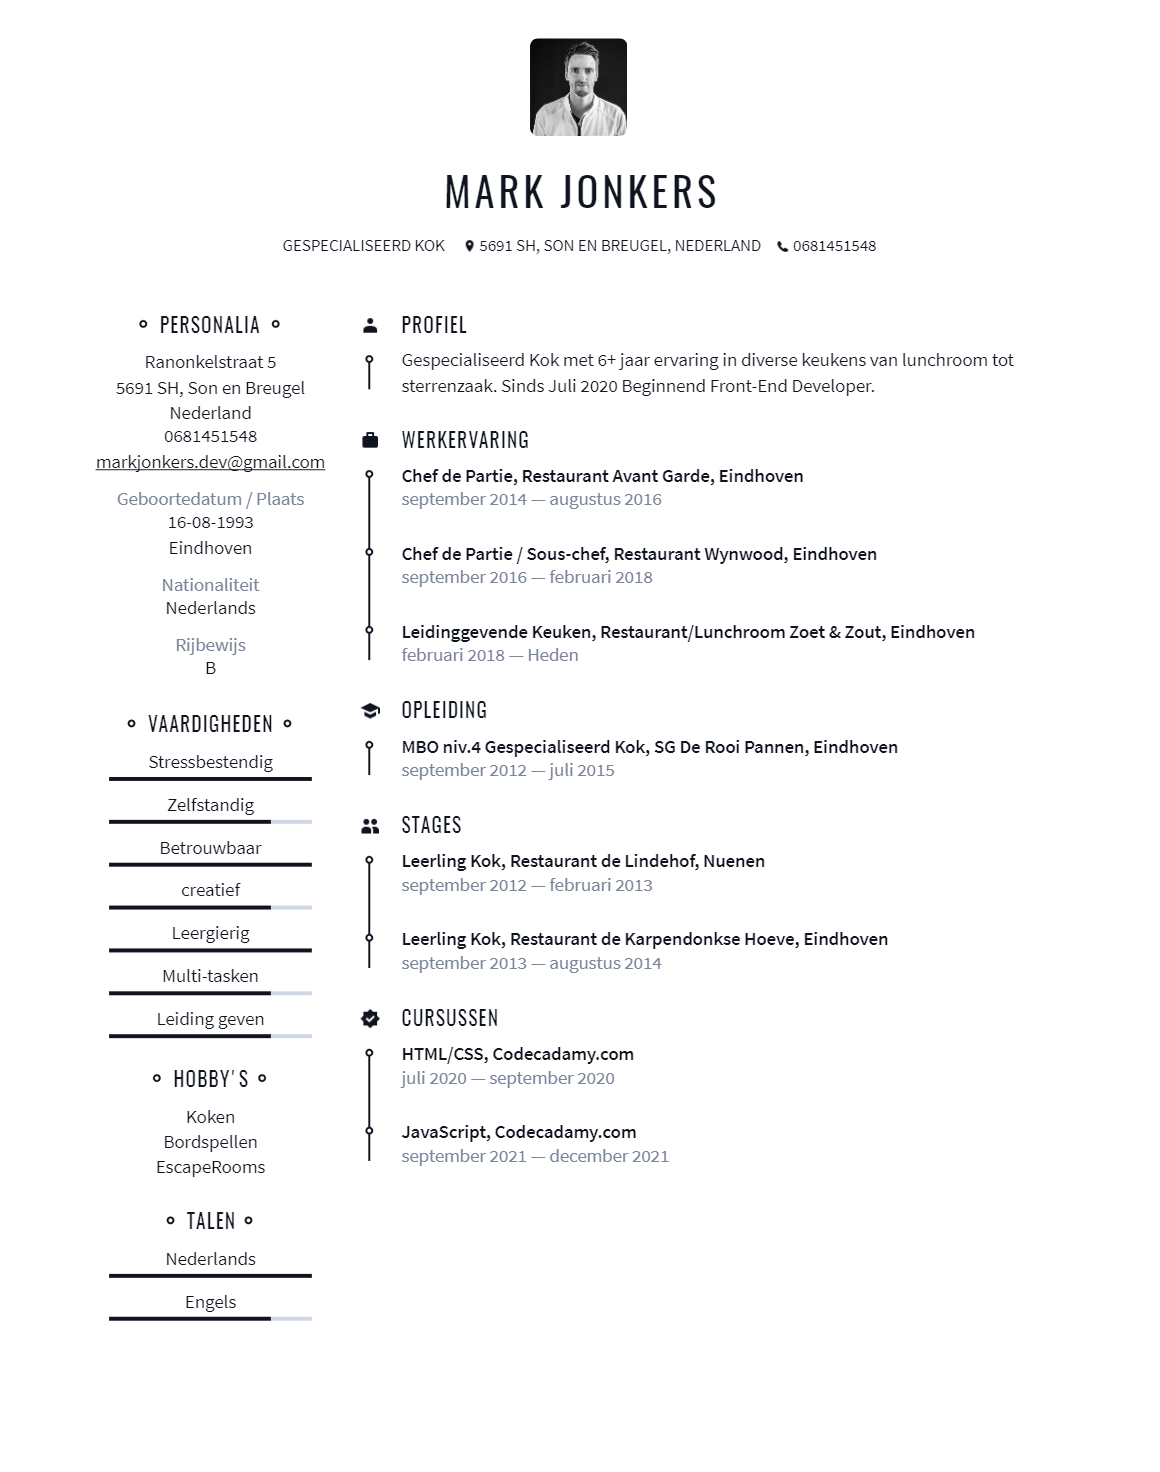 MARK JONKERS
GESPECIALISEERD KOK 5691 SH, SON EN BREUGEL, NEDERLAND 0681451548
PERSONALIA
Ranonkelstraat 5
5691 SH, Son en Breugel
Nederland
0681451548
markjonkers.dev@gmail.com
Geboortedatum / Plaats
16-08-1993
Eindhoven
Nationaliteit
Nederlands
Rijbewijs
B
VAARDIGHEDEN
Stressbestendig
Zelfstandig
Betrouwbaar
creatief
Leergierig
Multi-tasken
Leiding geven
HOBBY'S
Koken
Bordspellen
EscapeRooms
TALEN
Nederlands
Engels
PROFIEL
Gespecialiseerd Kok met 6+ jaar ervaring in diverse keukens van lunchroom tot
sterrenzaak. Sinds Juli 2020 Beginnend Front-End Developer.
WERKERVARING
Chef de Partie, Restaurant Avant Garde, Eindhoven
september 2014 — augustus 2016
Chef de Partie / Sous-chef, Restaurant Wynwood, Eindhoven
september 2016 — februari 2018
Leidinggevende Keuken, Restaurant/Lunchroom Zoet & Zout, Eindhoven
februari 2018 — Heden
OPLEIDING
MBO niv.4 Gespecialiseerd Kok, SG De Rooi Pannen, Eindhoven
september 2012 — juli 2015
STAGES
Leerling Kok, Restaurant de Lindehof, Nuenen
september 2012 — februari 2013
Leerling Kok, Restaurant de Karpendonkse Hoeve, Eindhoven
september 2013 — augustus 2014
CURSUSSEN
HTML/CSS, Codecadamy.com
juli 2020 — september 2020
JavaScript, Codecadamy.com
september 2021 — december 2021